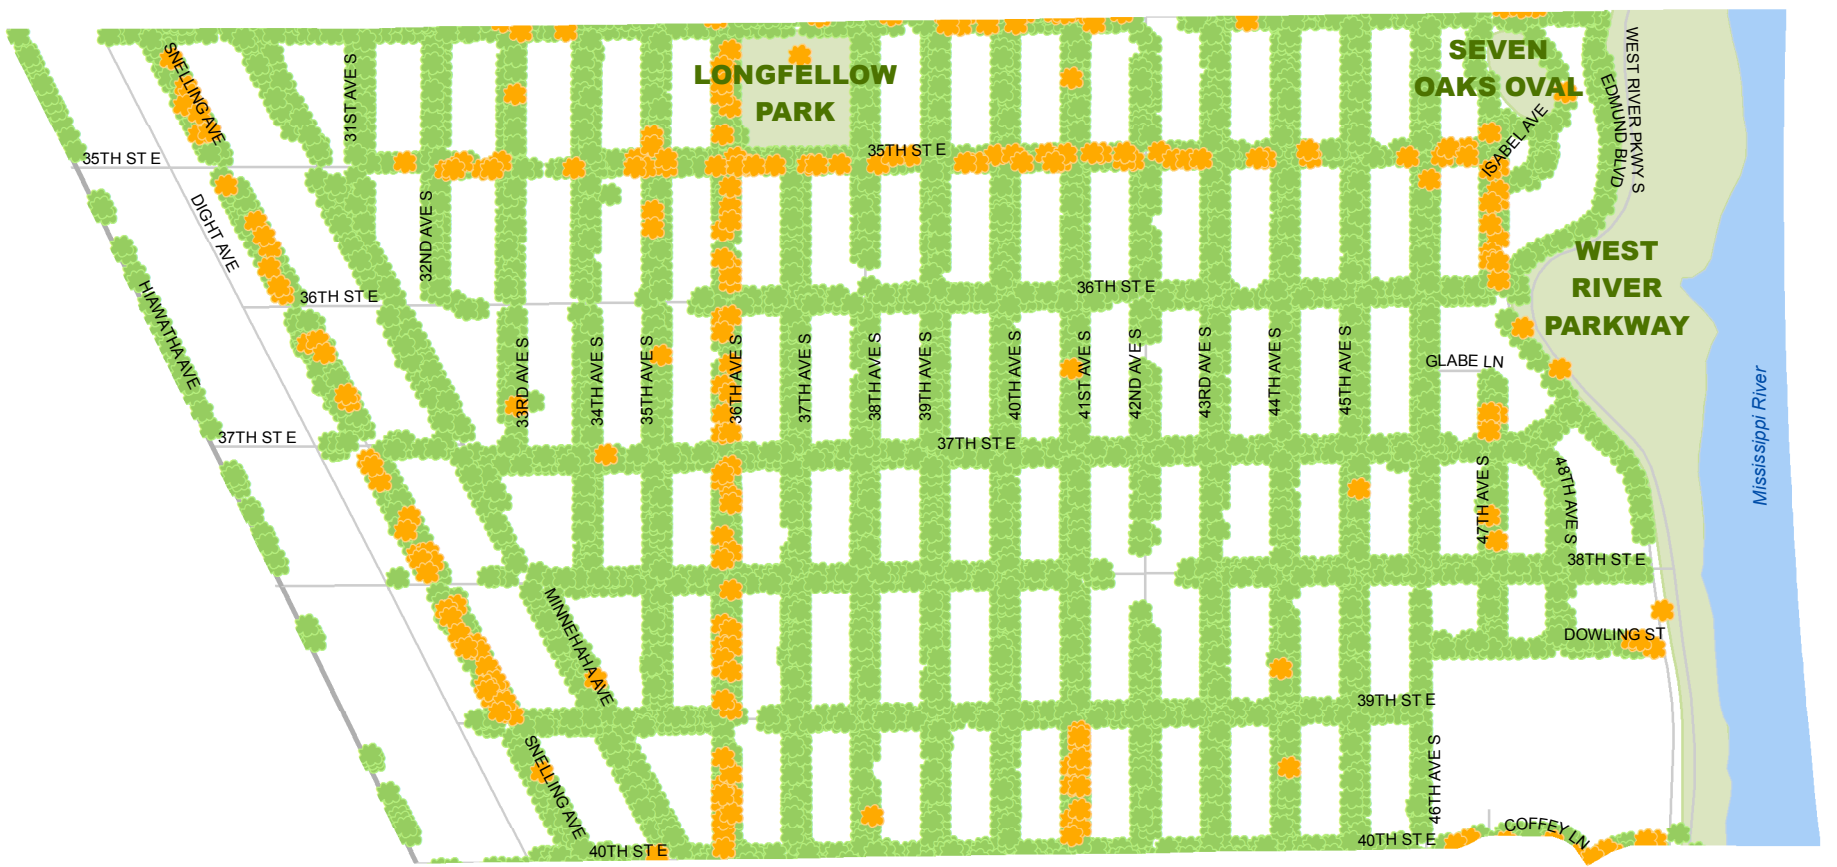 SNELLING AVE
31ST AVE S
LONGFELLOW
PARK
SEVEN
OAKS OVAL
WEST RIVER PKWY S
EDMUND BLVD
ISABEL AVE
35TH ST E
35TH ST E
DIGHT AVE
32ND AVE S
WEST
RIVER
PARKWAY
HIAWATHA AVE
36TH ST E
36TH ST E
33RD AVE S
34TH AVE S
35TH AVE S
36TH AVE S
37TH AVE S
38TH AVE S
39TH AVE S
40TH AVE S
41ST AVE S
42ND AVE S
43RD AVE S
44TH AVE S
45TH AVE S
GLABE LN
Mississippi River
37TH ST E
37TH ST E
47TH AVE S
48TH AVE S
38TH ST E
MINNEHAHA AVE
DOWLING ST
39TH ST E
SNELLING AVE
46TH AVE S
40TH ST E
40TH ST E
COFFEY LN